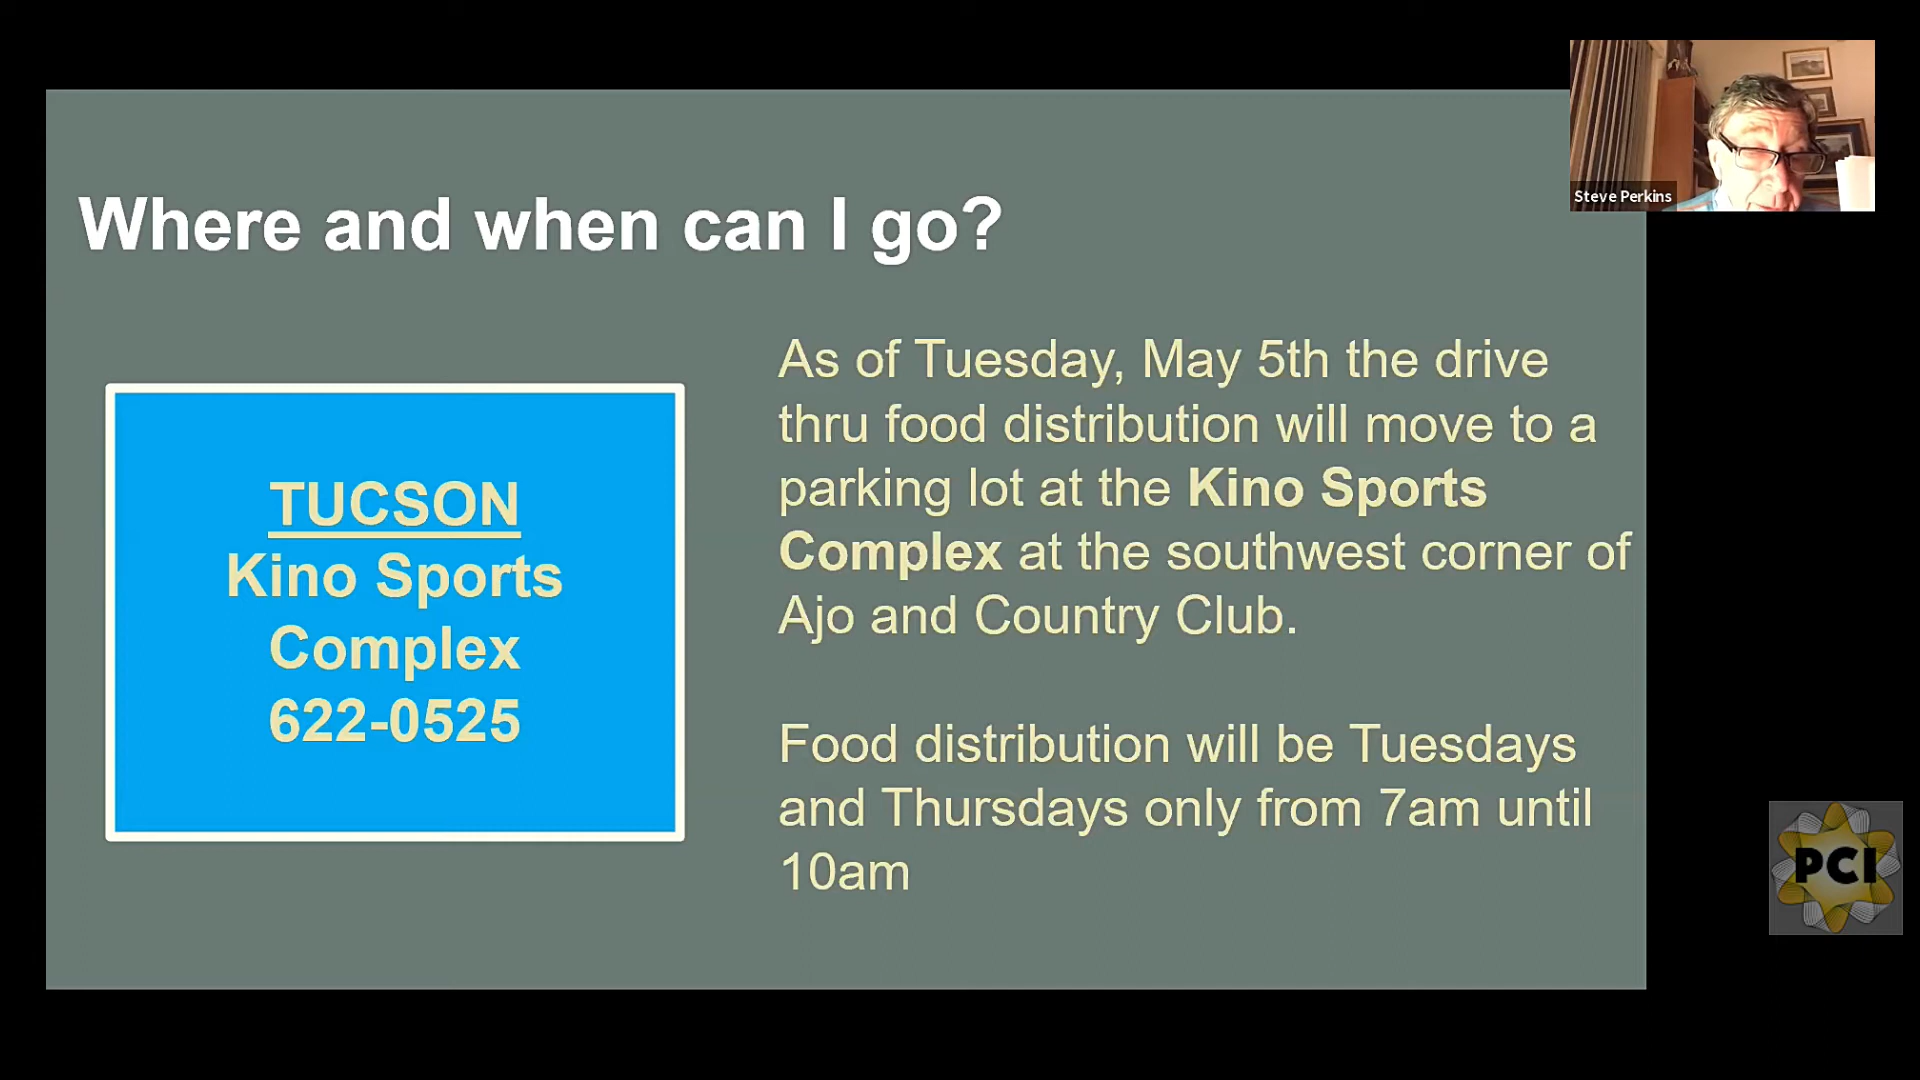 Where and when can I go?
TUCSON
Kino Sports
Complex
622-0525
As of Tuesday, May 5th the drive
thru food distribution will move to a
parking lot at the Kino Sports
Complex at the southwest corner of
Ajo and Country Club.
Food distribution will be Tuesdays
and Thursdays only from 7am until
10am
Steve Perkins
PCI